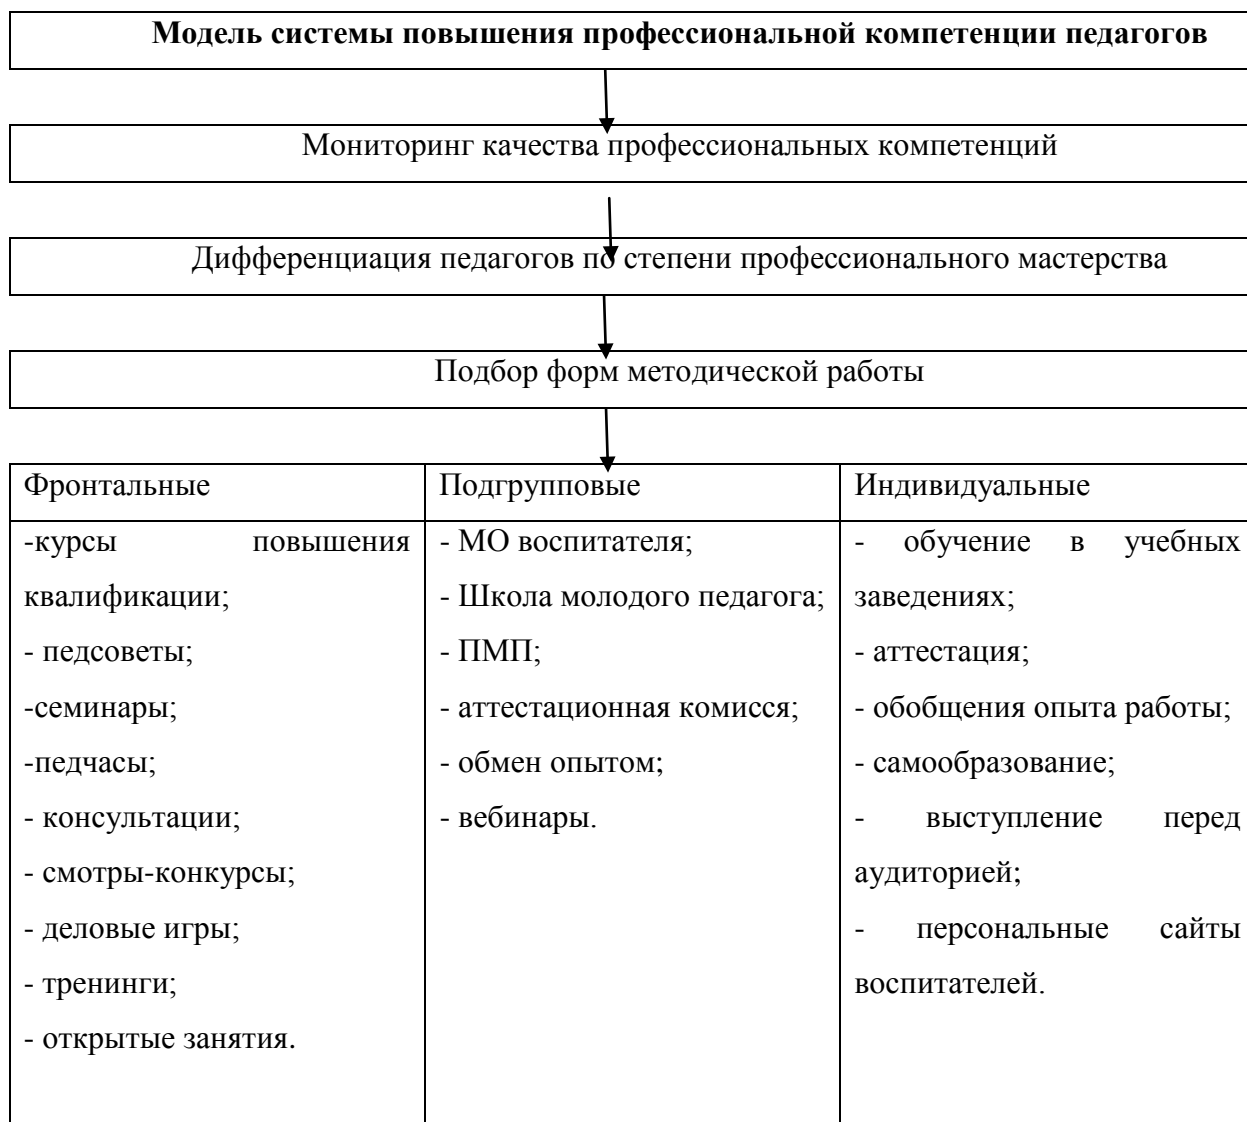 Модель системы повышения профессиональной компетенции педагогов
Мониторинг качества профессиональных компетенций
Дифференциация педагогов по степени профессионального мастерства
Подбор форм методической работы
Фронтальные
-курсы повышения
квалификации;
- педсоветы;
-семинары;
-педчасы;
- консультации;
- смотры-конкурсы;
- деловые игры;
- тренинги;
- открытые занятия.
Подгрупповые
- МО воспитателя;
- Школа молодого педагога;
- ПМП;
- аттестационная комисся;
- обмен опытом;
- вебинары.
Индивидуальные
- обучение в учебных
заведениях;
- аттестация;
- обобщения опыта работы;
- самообразование;
- выступление перед
аудиторией;
- персональные сайты
воспитателей.